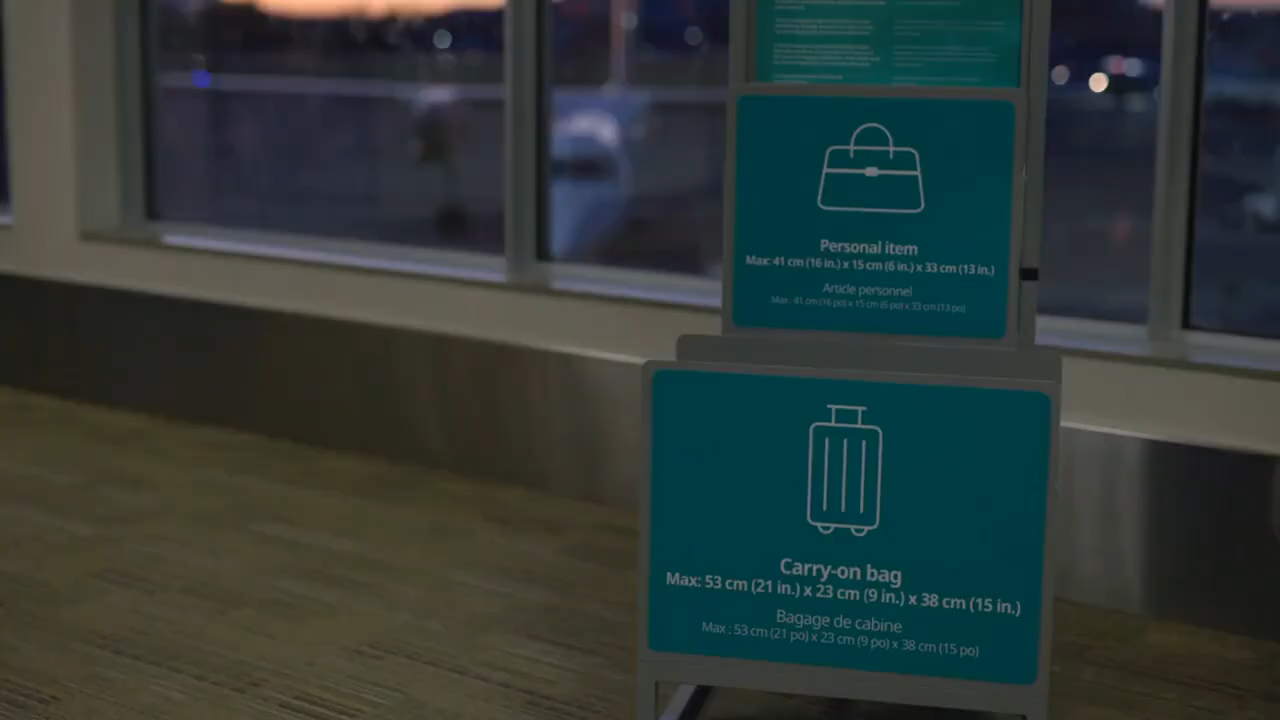 Personal item
Max: 41 cm (16 in.) x 15 cm (6 in.) x 33 cm (13 in.)
Article personnel
Max : 41 cm (16 po) x 15 cm (6 po) x 33 cm (13 po)
Carry-on bag
Max: 53 cm (21 in.) x 23 cm (9 in.) x 38 cm (15 in.)
Bagage de cabine
Max : 53 cm (21 po) x 23 cm (9 po) x 38 cm (15 po)